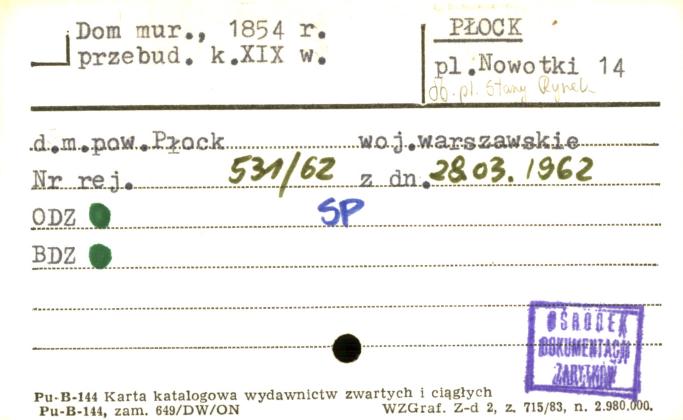 Dom mur., 1854 r.
przebud. k.XIX w.
PŁOCK
pl.Nowotki 14
ob. pl. Stary Rynek
d.m.pow.Płock woj.warszawskie
Nr rej. 531/62 z dn. 28.03.1962
ODZ SP
BDZ
OŚRODEK
DOKUMENTACJI
ZABYTKÓW
Pu-B-144 Karta katalogowa wydawnictw zwartych i ciągłych
Pu-B-144, zam. 649/DW/ON WZGraf. Z-d 2, z. 715/83, n. 2.980.000.